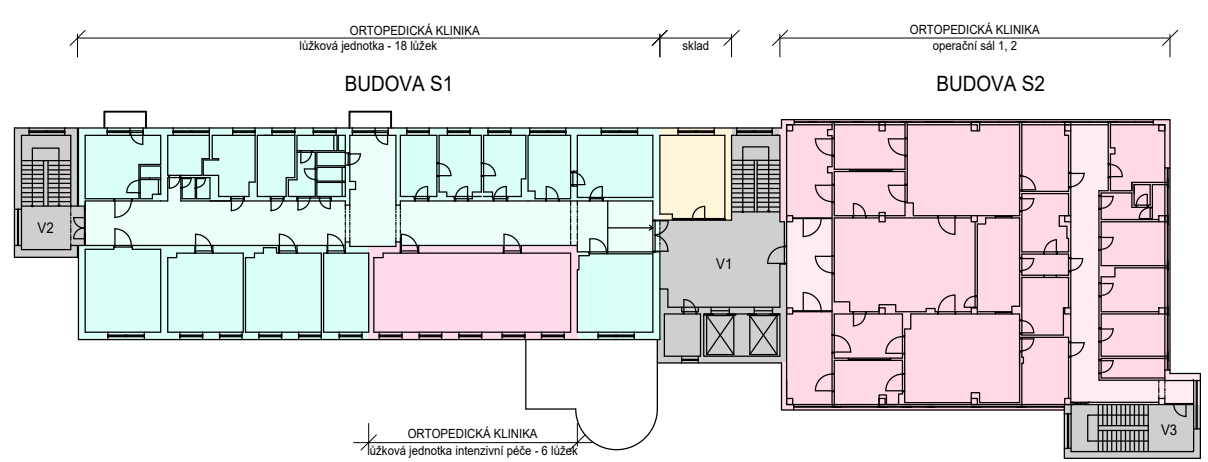 ORTOPEDICKÁ KLINIKA
lůžková jednotka - 18 lůžek
sklad
ORTOPEDICKÁ KLINIKA
operační sál 1, 2
BUDOVA S1
BUDOVA S2
V2
V1
V3
ORTOPEDICKÁ KLINIKA
lůžková jednotka intenzivní péče - 6 lůžek